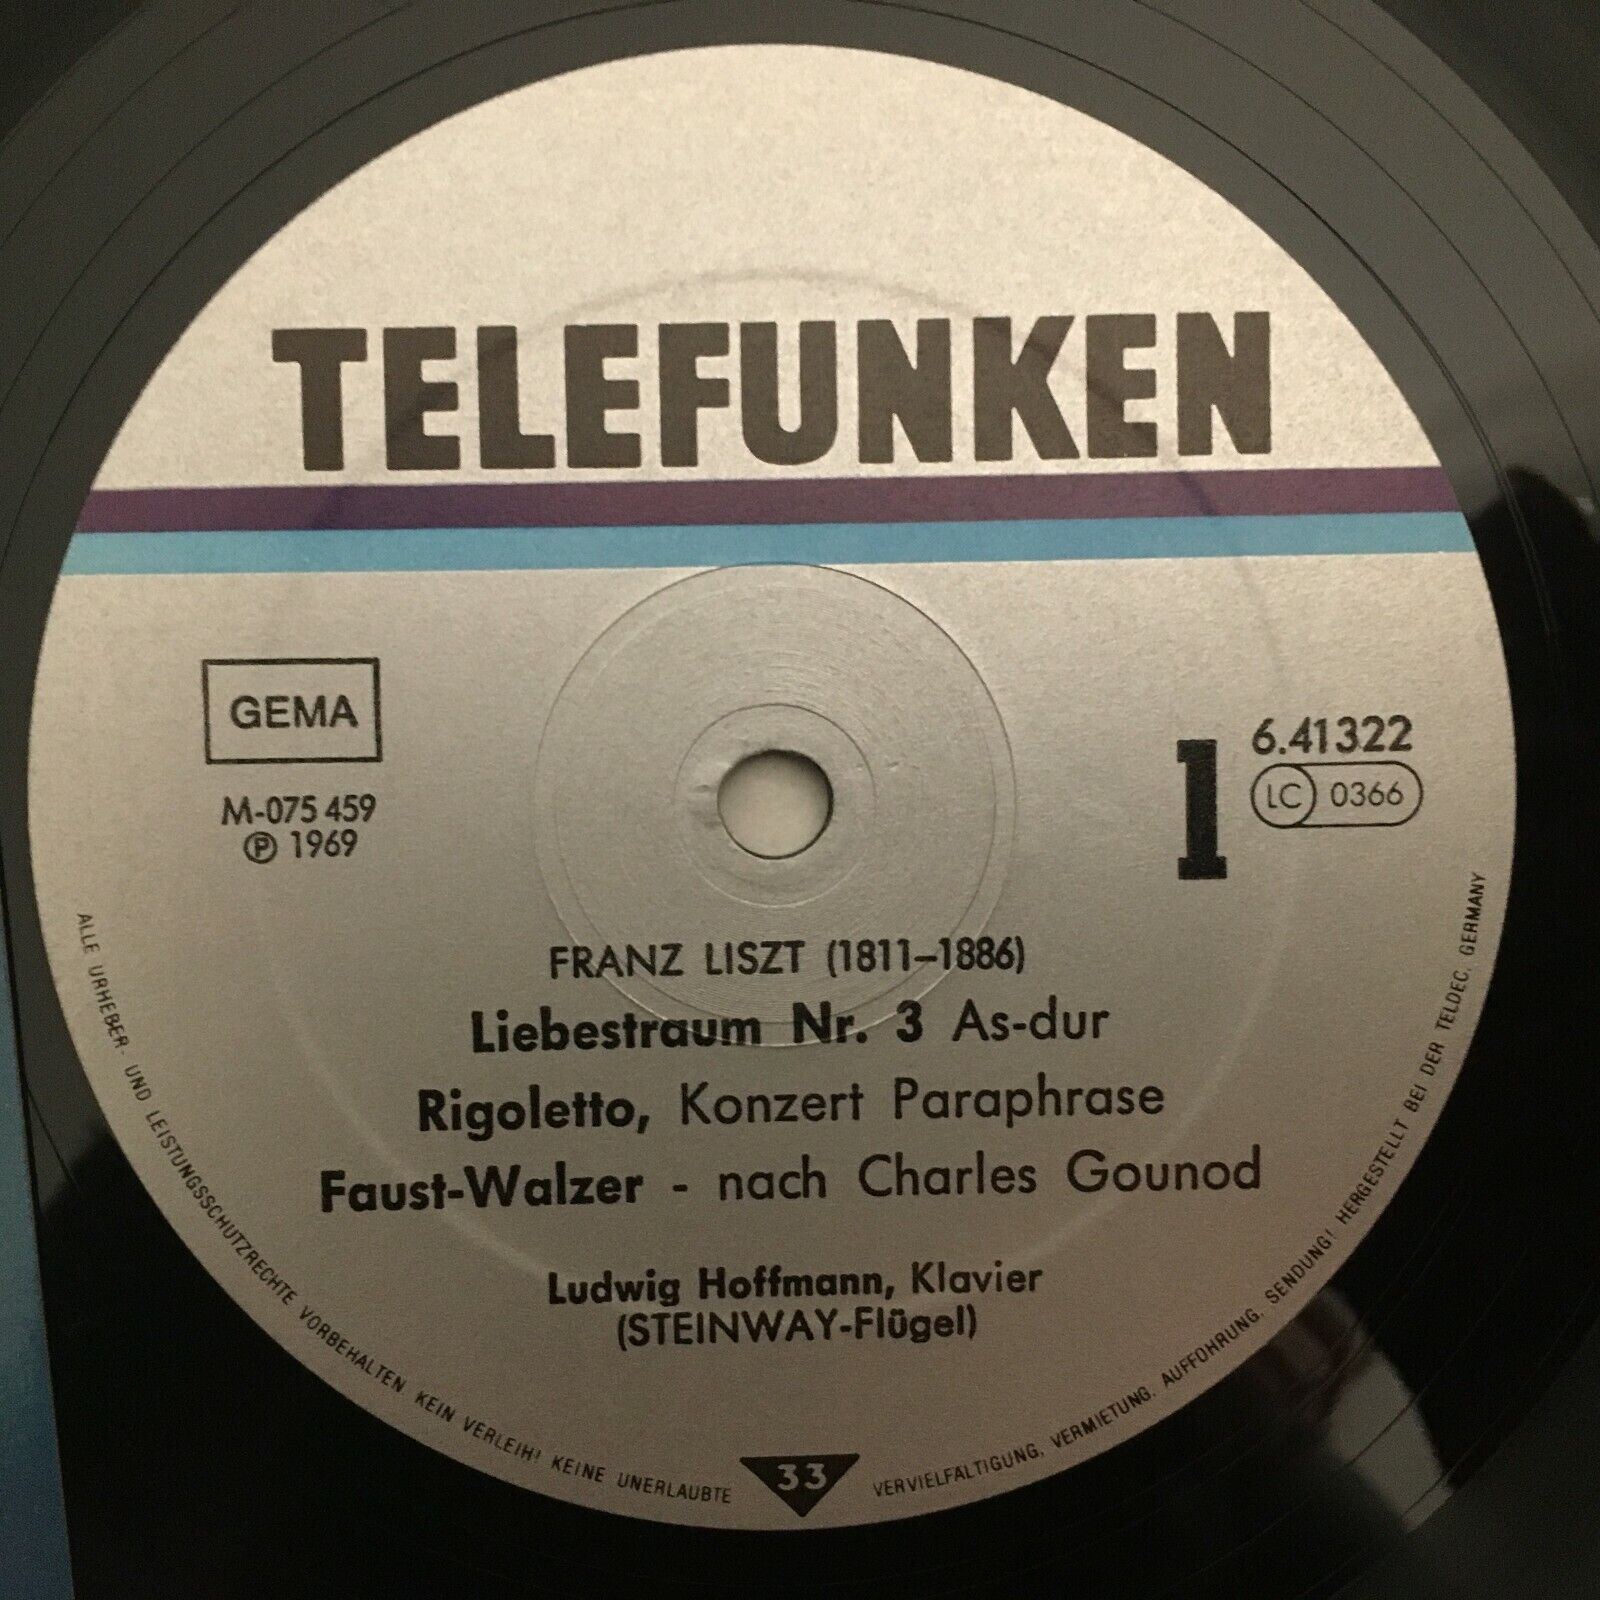 TELEFUNKEN
GEMA
M-075 459
Ⓟ 1969
1
6.41322
LC 0366
FRANZ LISZT (1811–1886)
Liebestraum Nr. 3 As-dur
Rigoletto, Konzert Paraphrase
Faust-Walzer - nach Charles Gounod
Ludwig Hoffmann, Klavier
(STEINWAY-Flügel)
33
ALLE URHEBER- UND LEISTUNGSSCHUTZRECHTE VORBEHALTEN KEIN VERLEIH! KEINE UNERLAUBTE VERVIELFÄLTIGUNG, VERMIETUNG, AUFFÜHRUNG, SENDUNG! HERGESTELLT BEI DER TELDEC, GERMANY